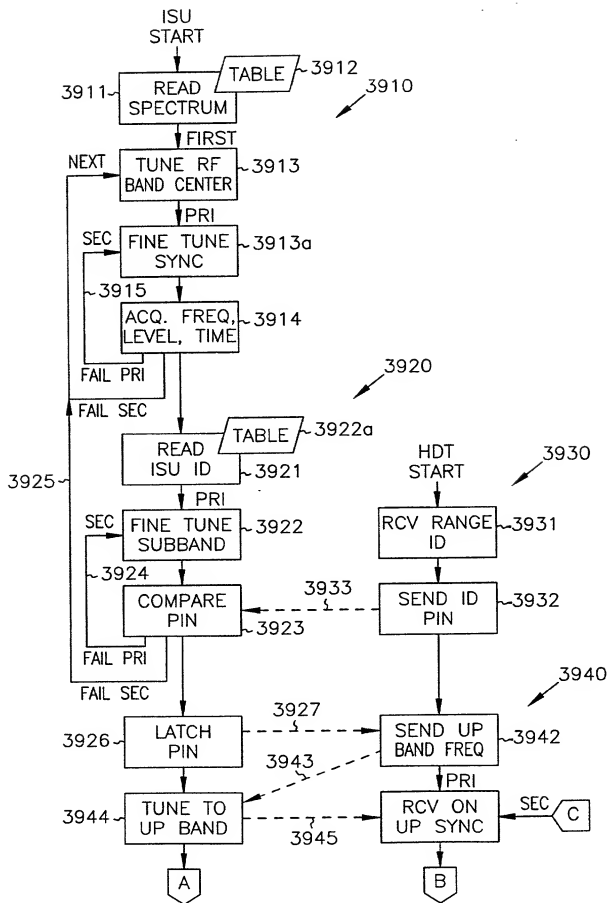 ISU
START
TABLE
3912
3911
READ
SPECTRUM
3910
FIRST
NEXT
TUNE RF
BAND CENTER
3913
PRI
SEC
FINE TUNE
SYNC
3913a
3915
ACQ. FREQ,
LEVEL, TIME
3914
FAIL PRI
FAIL SEC
3920
TABLE
3922a
READ
ISU ID
3921
3925
PRI
HDT
START
3930
SEC
FINE TUNE
SUBBAND
3922
RCV RANGE
ID
3931
3924
COMPARE
PIN
3923
3933
SEND ID
PIN
3932
FAIL PRI
FAIL SEC
3940
3926
LATCH
PIN
3927
SEND UP
BAND FREQ
3942
3943
PRI
3944
TUNE TO
UP BAND
3945
RCV ON
UP SYNC
SEC
C
A
B